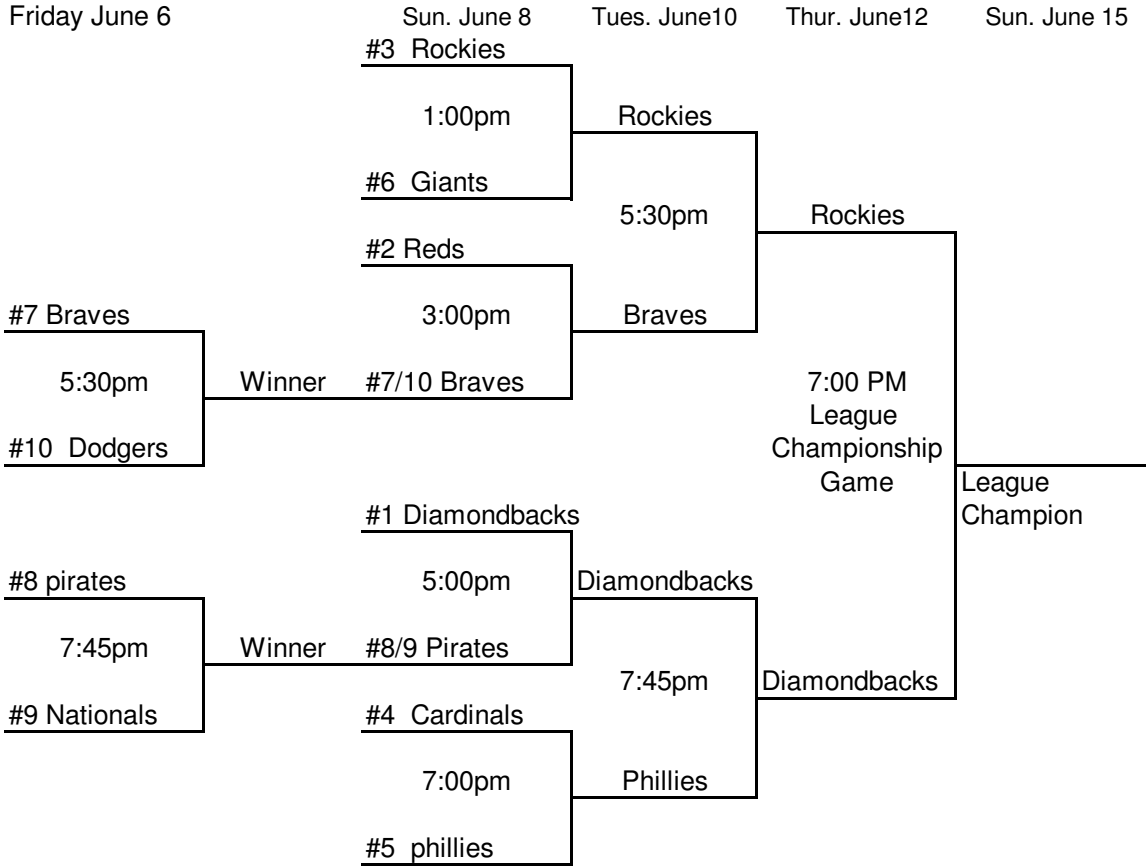 Friday June 6
Sun. June 8
Tues. June10
Thur. June12
Sun. June 15
#3 Rockies
1:00pm
Rockies
#6 Giants
5:30pm
Rockies
#2 Reds
#7 Braves
3:00pm
Braves
5:30pm
Winner
#7/10 Braves
7:00 PM
League
Championship
Game
#10 Dodgers
League
Champion
#1 Diamondbacks
#8 pirates
5:00pm
Diamondbacks
7:45pm
Winner
#8/9 Pirates
7:45pm
Diamondbacks
#9 Nationals
#4 Cardinals
7:00pm
Phillies
#5 phillies